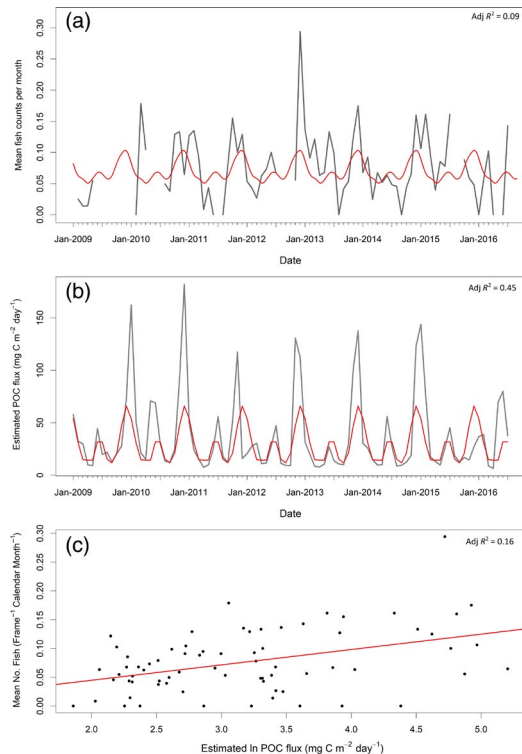 (a)
Adj R² = 0.09
Mean fish counts per month
0.30
0.25
0.20
0.15
0.10
0.05
0.00
Jan-2009 Jan-2010 Jan-2011 Jan-2012 Jan-2013 Jan-2014 Jan-2015 Jan-2016
Date
(b)
Adj R² = 0.45
Estimated POC flux (mg C m⁻² day⁻¹)
150
100
50
0
Jan-2009 Jan-2010 Jan-2011 Jan-2012 Jan-2013 Jan-2014 Jan-2015 Jan-2016
Date
(c)
Adj R² = 0.16
Mean No. Fish (Frame⁻¹ Calendar Month⁻¹)
0.30
0.25
0.20
0.15
0.10
0.05
0.00
2.0 2.5 3.0 3.5 4.0 4.5 5.0
Estimated ln POC flux (mg C m⁻² day⁻¹)